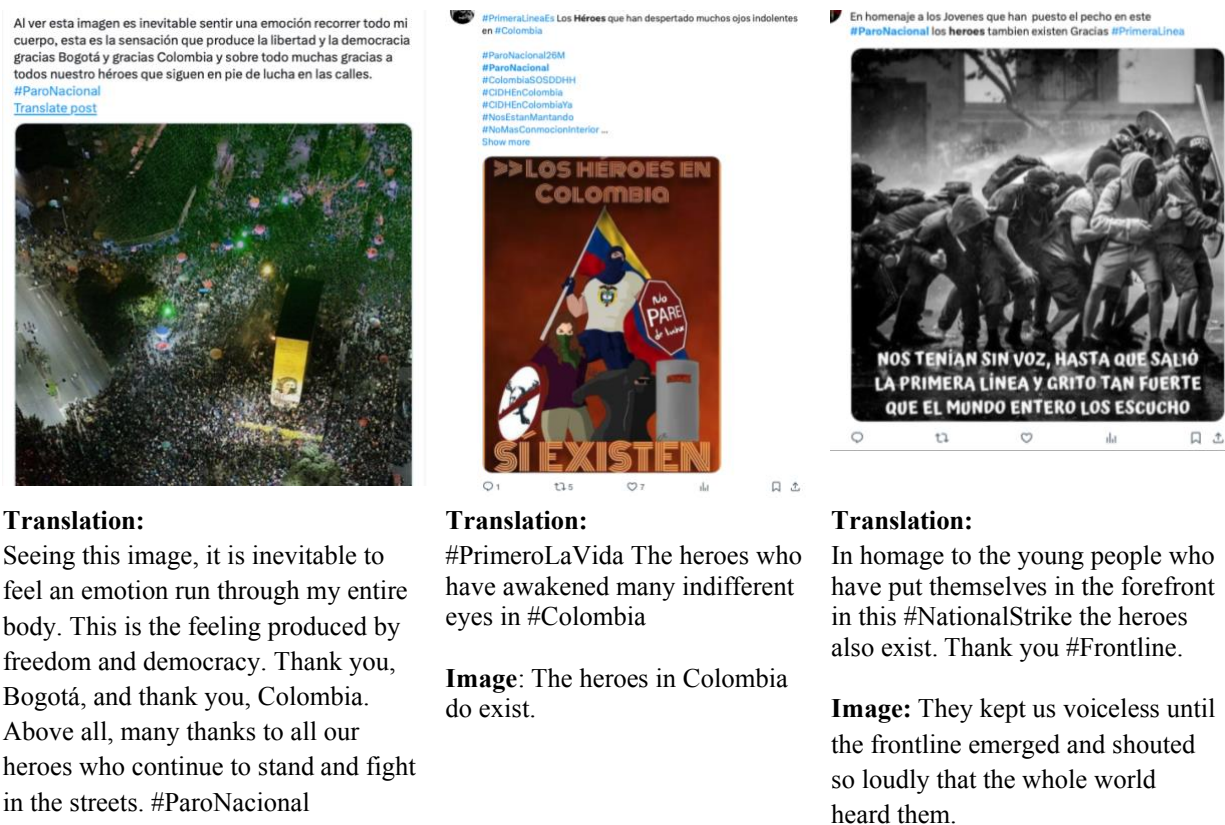 Al ver esta imagen es inevitable sentir una emoción recorrer todo mi
cuerpo, esta es la sensación que produce la libertad y la democracia
gracias Bogotá y gracias Colombia y sobre todo muchas gracias a
todos nuestro héroes que siguen en pie de lucha en las calles.
#ParoNacional
Translate post
#PrimeraLineaEs Los Héroes que han despertado muchos ojos indolentes
en #Colombia
#ParoNacional26M
#ParoNacional
#ColombiaSOSDDHH
#CIDHEnColombia
#CIDHEnColombiaYa
#NosEstanMantando
#NoMasConmocionInterior ...
Show more
>>LOS HÉROES EN
COLOMBIA
No
PARE
de luchar
SÍ EXISTEN
1
5
7
En homenaje a los Jovenes que han puesto el pecho en este
#ParoNacional los heroes tambien existen Gracias #PrimeraLinea
NOS TENÍAN SIN VOZ, HASTA QUE SALIÓ
LA PRIMERA LÍNEA Y GRITO TAN FUERTE
QUE EL MUNDO ENTERO LOS ESCUCHO
Translation:
Seeing this image, it is inevitable to
feel an emotion run through my entire
body. This is the feeling produced by
freedom and democracy. Thank you,
Bogotá, and thank you, Colombia.
Above all, many thanks to all our
heroes who continue to stand and fight
in the streets. #ParoNacional
Translation:
#PrimeroLaVida The heroes who
have awakened many indifferent
eyes in #Colombia
Image: The heroes in Colombia
do exist.
Translation:
In homage to the young people who
have put themselves in the forefront
in this #NationalStrike the heroes
also exist. Thank you #Frontline.
Image: They kept us voiceless until
the frontline emerged and shouted
so loudly that the whole world
heard them.